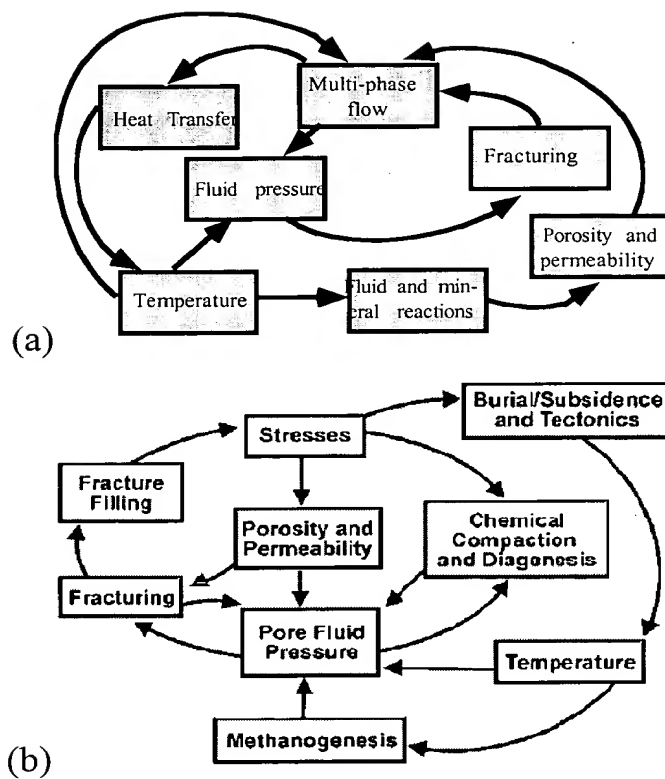 Multi-phase
flow
Heat Transfer
Fracturing
Fluid pressure
Porosity and
permeability
Temperature
Fluid and min-
eral reactions
(a)
Burial/Subsidence
and Tectonics
Stresses
Fracture
Filling
Porosity and
Permeability
Chemical
Compaction
and Diagenesis
Fracturing
Pore Fluid
Pressure
Temperature
Methanogenesis
(b)